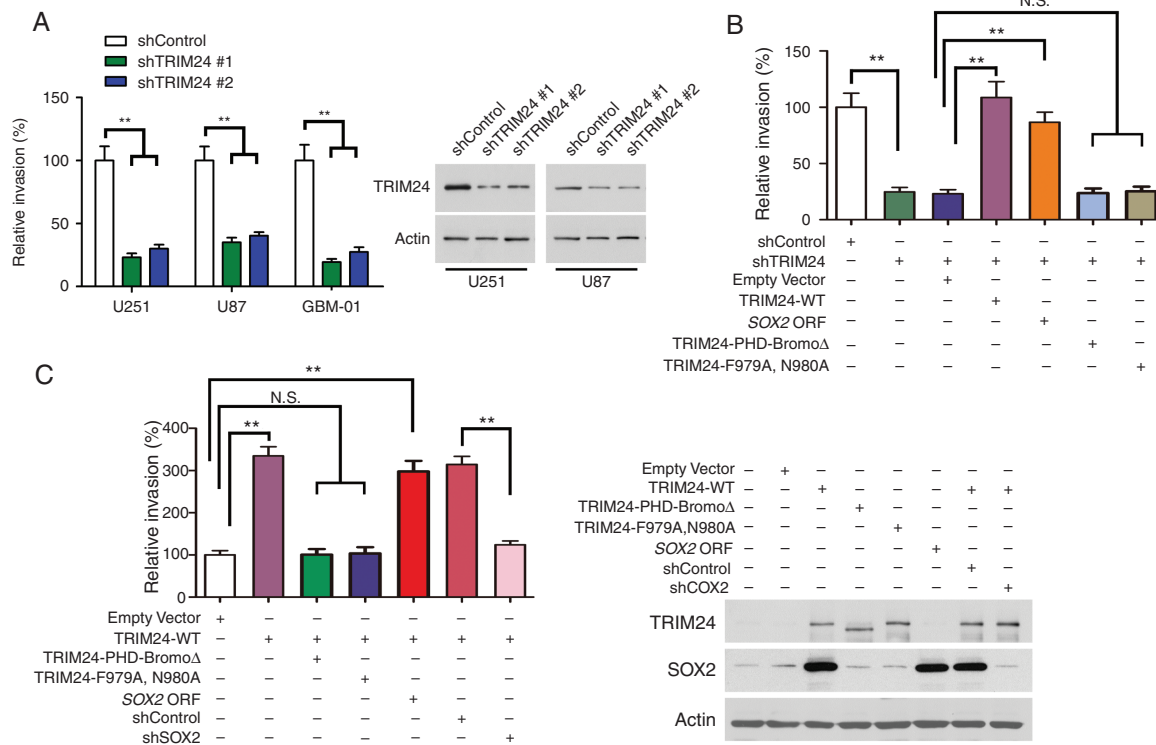 A
shControl
shTRIM24 #1
shTRIM24 #2
Relative invasion (%)
150
100
50
0
**
**
**
U251
U87
GBM-01
shControl
shTRIM24 #1
shTRIM24 #2
shControl
shTRIM24 #1
shTRIM24 #2
TRIM24
Actin
U251
U87
B
N.S.
**
**
**
Relative invasion (%)
150
100
50
0
shControl + – – – – – –
shTRIM24 – + + + + + +
Empty Vector – – + – – – –
TRIM24-WT – – – + – – –
SOX2 ORF – – – – + – –
TRIM24-PHD-BromoΔ – – – – – + –
TRIM24-F979A, N980A – – – – – – +
C
**
N.S.
**
**
Relative invasion (%)
400
300
200
100
0
Empty Vector + – – – – – –
TRIM24-WT – + + + + + +
TRIM24-PHD-BromoΔ – – + – – – –
TRIM24-F979A, N980A – – – + – – –
SOX2 ORF – – – – + – –
shControl – – – – – + –
shSOX2 – – – – – – +
Empty Vector – + – – – – – –
TRIM24-WT – – + – – – + +
TRIM24-PHD-BromoΔ – – – + – – – –
TRIM24-F979A,N980A – – – – + – – –
SOX2 ORF – – – – – + – –
shControl – – – – – – + –
shCOX2 – – – – – – – +
TRIM24
SOX2
Actin